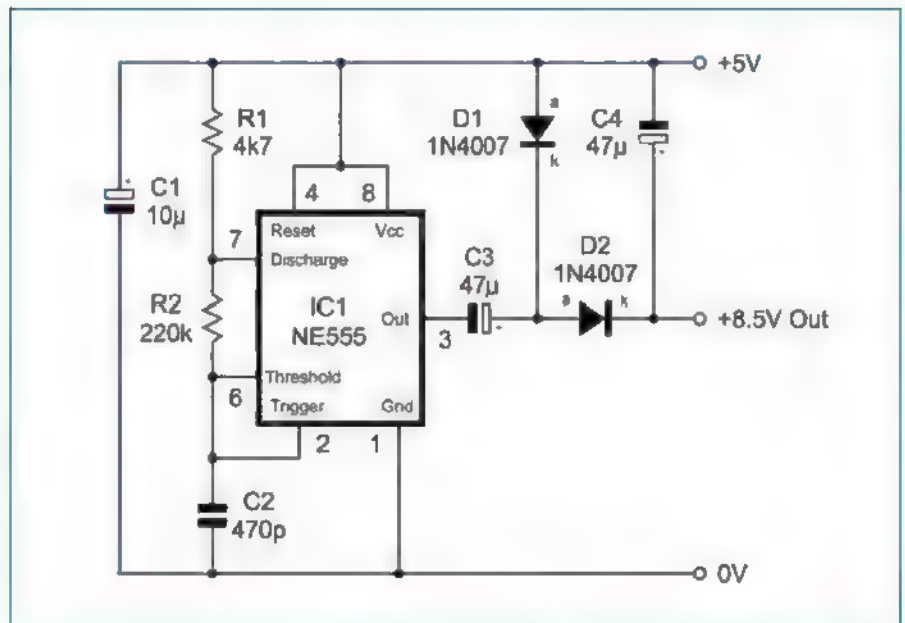 +5V
R1
4k7
D1
1N4007
a
k
C4
47µ
+
C1
10µ
+
4
8
Reset
Vcc
7
Discharge
IC1
NE555
Out
3
C3
47µ
+
D2
1N4007
a
k
+8.5V Out
R2
220k
Threshold
6
Trigger
Gnd
2
1
C2
470p
0V